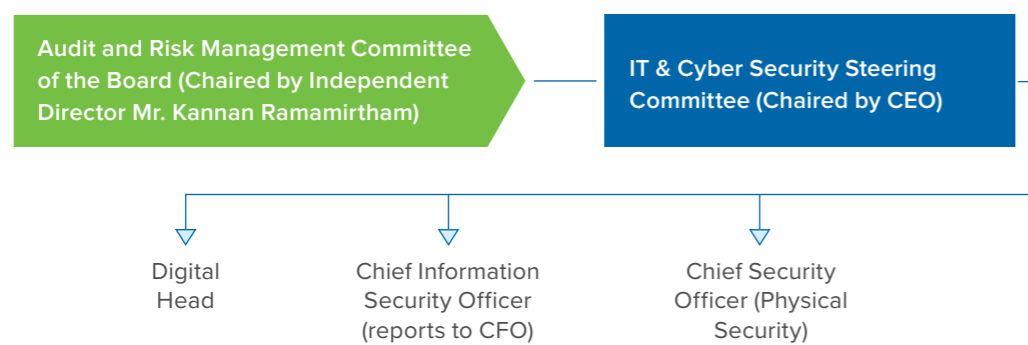 Audit and Risk Management Committee
of the Board (Chaired by Independent
Director Mr. Kannan Ramamirtham)
IT & Cyber Security Steering
Committee (Chaired by CEO)
Digital
Head
Chief Information
Security Officer
(reports to CFO)
Chief Security
Officer (Physical
Security)